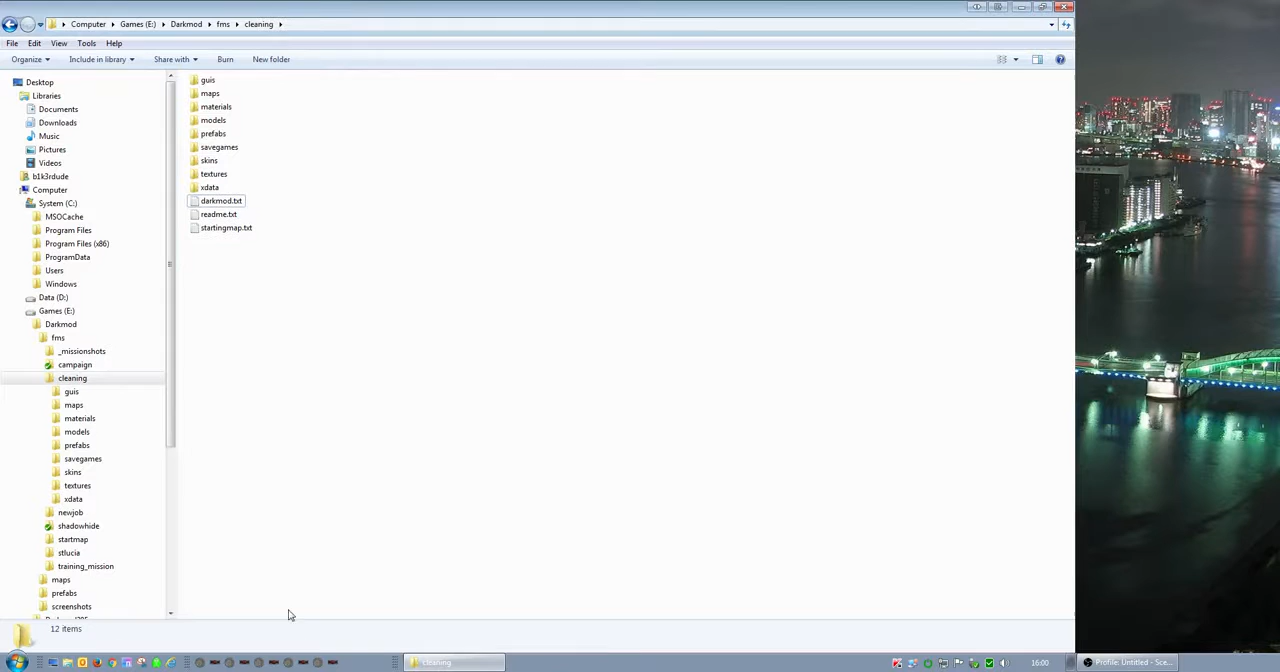 Computer ▸ Games (E:) ▸ Darkmod ▸ fms ▸ cleaning ▸
File Edit View Tools Help
Organize Include in library Share with Burn New folder
Desktop
Libraries
Documents
Downloads
Music
Pictures
Videos
b1k3rdude
Computer
System (C:)
MSOCache
Program Files
Program Files (x86)
ProgramData
Users
Windows
Data (D:)
Games (E:)
Darkmod
fms
_missionshots
campaign
cleaning
guis
maps
materials
models
prefabs
savegames
skins
textures
xdata
newjob
shadowhide
startmap
stlucia
training_mission
maps
prefabs
screenshots
guis
maps
materials
models
prefabs
savegames
skins
textures
xdata
darkmod.txt
readme.txt
startingmap.txt
12 items
cleaning
16:00
Profile: Untitled - Sce...